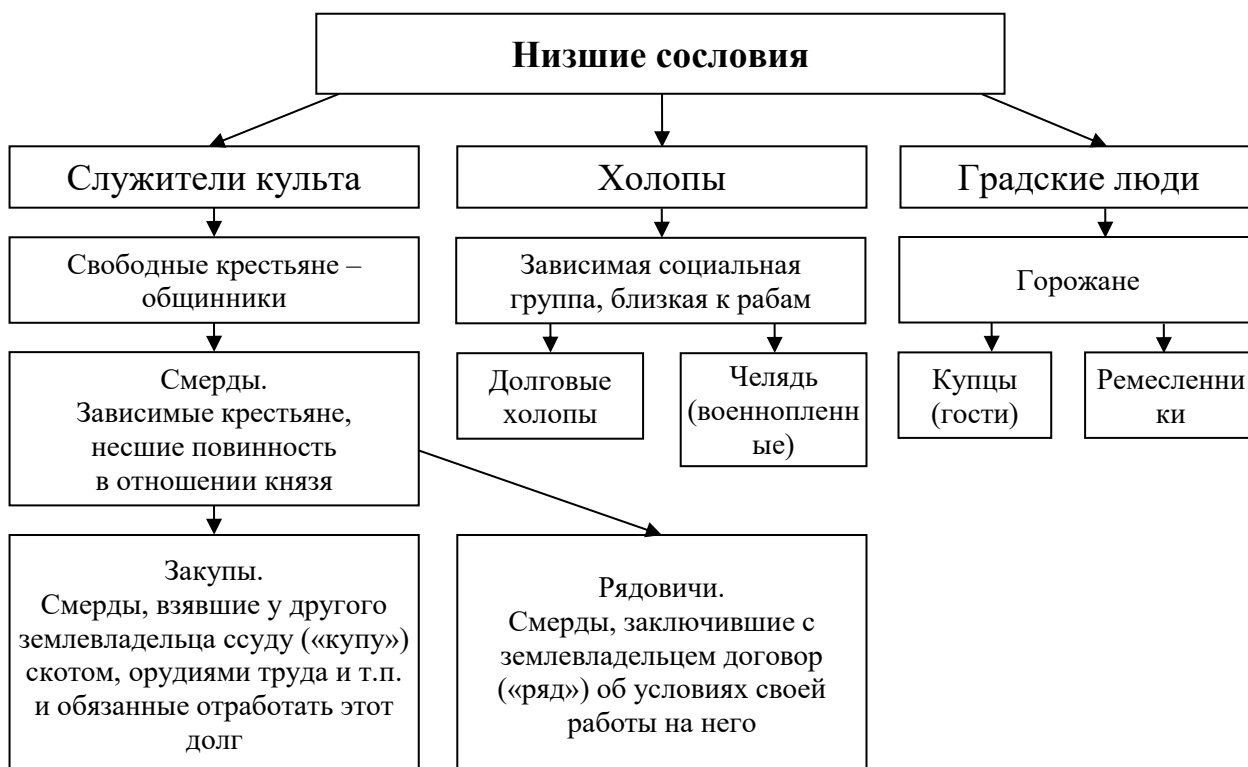 Низшие сословия
Служители культа
Холопы
Градские люди
Свободные крестьяне –
общинники
Зависимая социальная
группа, близкая к рабам
Горожане
Смерды.
Зависимые крестьяне,
несшие повинность
в отношении князя
Долговые
холопы
Челядь
(военнопленн
ые)
Купцы
(гости)
Ремесленни
ки
Закупы.
Смерды, взявшие у другого
землевладельца ссуду («купу»)
скотом, орудиями труда и т.п.
и обязанные отработать этот
долг
Рядовичи.
Смерды, заключившие с
землевладельцем договор
(«ряд») об условиях своей
работы на него